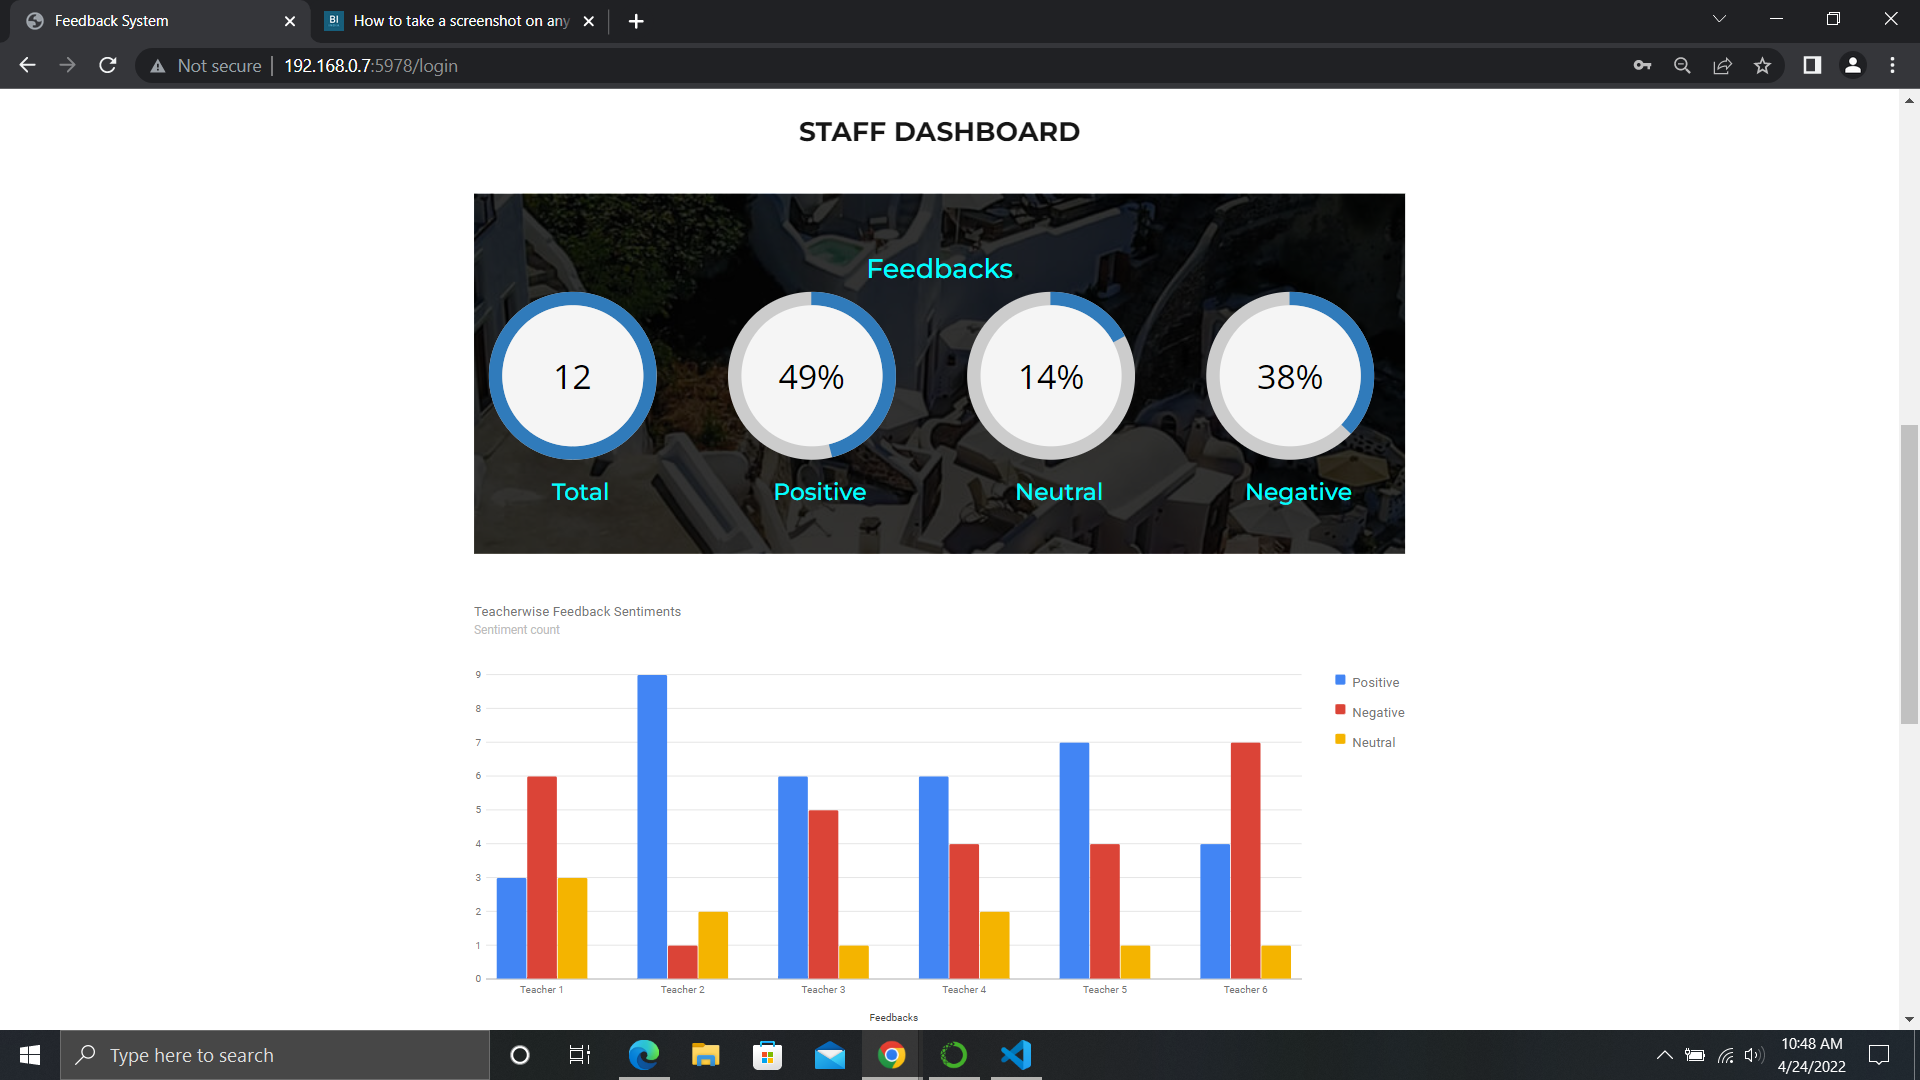 Feedback System
How to take a screenshot on any
Not secure
192.168.0.7:5978/login
STAFF DASHBOARD
Feedbacks
12
49%
14%
38%
Total
Positive
Neutral
Negative
Teacherwise Feedback Sentiments
Sentiment count
9
8
7
6
5
4
3
2
1
0
Positive
Negative
Neutral
Teacher 1
Teacher 2
Teacher 3
Teacher 4
Teacher 5
Teacher 6
Feedbacks
Type here to search
10:48 AM
4/24/2022